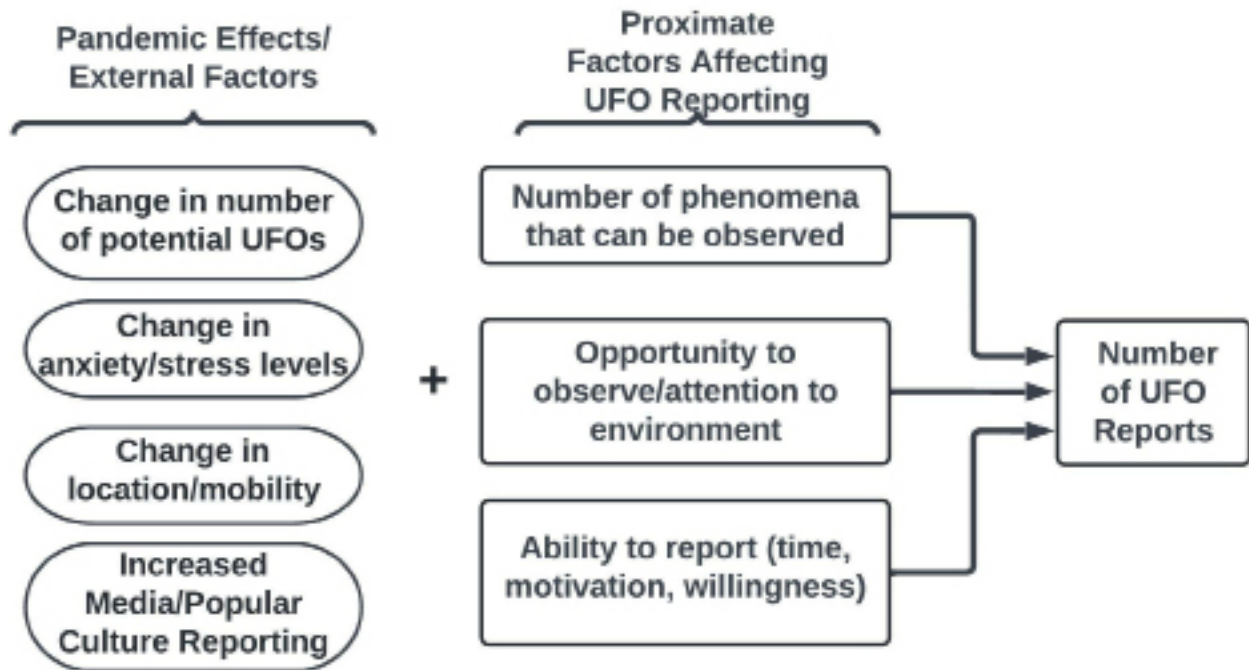 Pandemic Effects/
External Factors
Change in number
of potential UFOs
Change in
anxiety/stress levels
Change in
location/mobility
Increased
Media/Popular
Culture Reporting
+
Proximate
Factors Affecting
UFO Reporting
Number of phenomena
that can be observed
Opportunity to
observe/attention to
environment
Ability to report (time,
motivation, willingness)
Number
of UFO
Reports